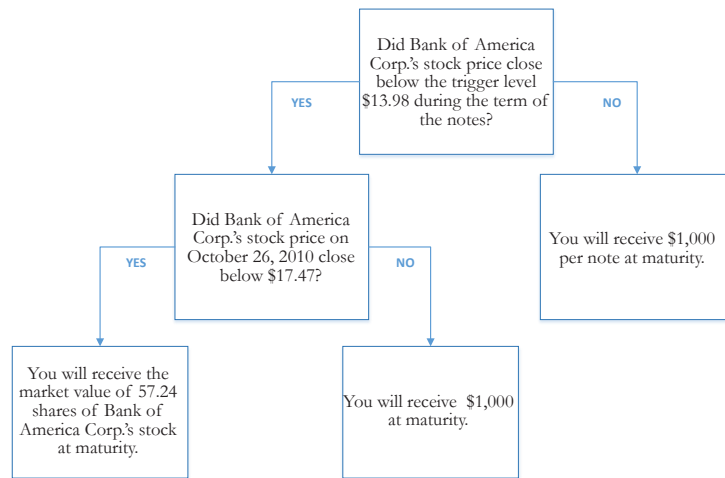 Did Bank of America
Corp.'s stock price close
below the trigger level
$13.98 during the term of
the notes?
YES
NO
Did Bank of America
Corp.'s stock price on
October 26, 2010 close
below $17.47?
You will receive $1,000
per note at maturity.
YES
NO
You will receive the
market value of 57.24
shares of Bank of
America Corp.'s stock
at maturity.
You will receive $1,000
at maturity.